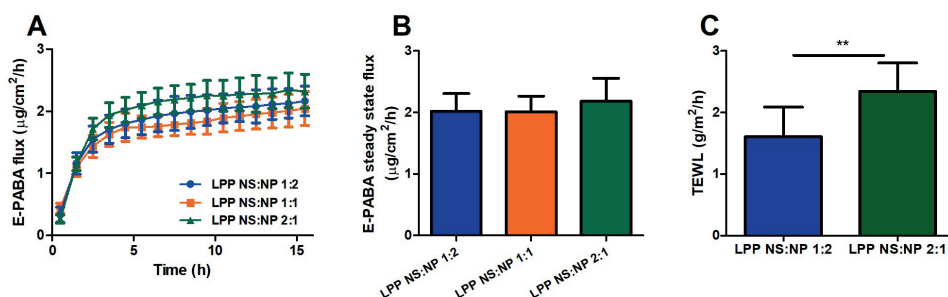 A
E-PABA flux (µg/cm²/h)
3
2
1
0
0
5
10
15
Time (h)
LPP NS:NP 1:2
LPP NS:NP 1:1
LPP NS:NP 2:1
B
E-PABA steady state flux
(µg/cm²/h)
3
2
1
0
LPP NS:NP 1:2
LPP NS:NP 1:1
LPP NS:NP 2:1
C
TEWL (g/m²/h)
3
2
1
0
**
LPP NS:NP 1:2
LPP NS:NP 2:1